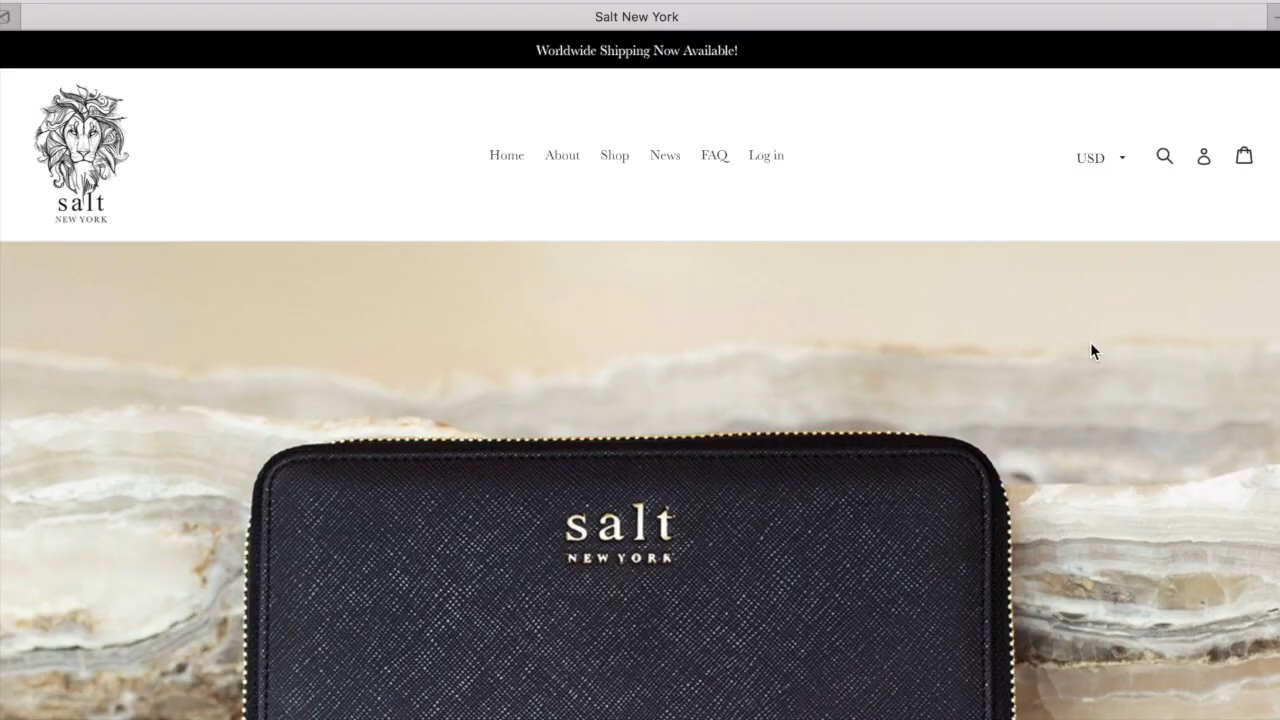 Salt New York
Worldwide Shipping Now Available!
salt
NEW YORK
Home About Shop News FAQ Log in
USD
salt
NEW YORK